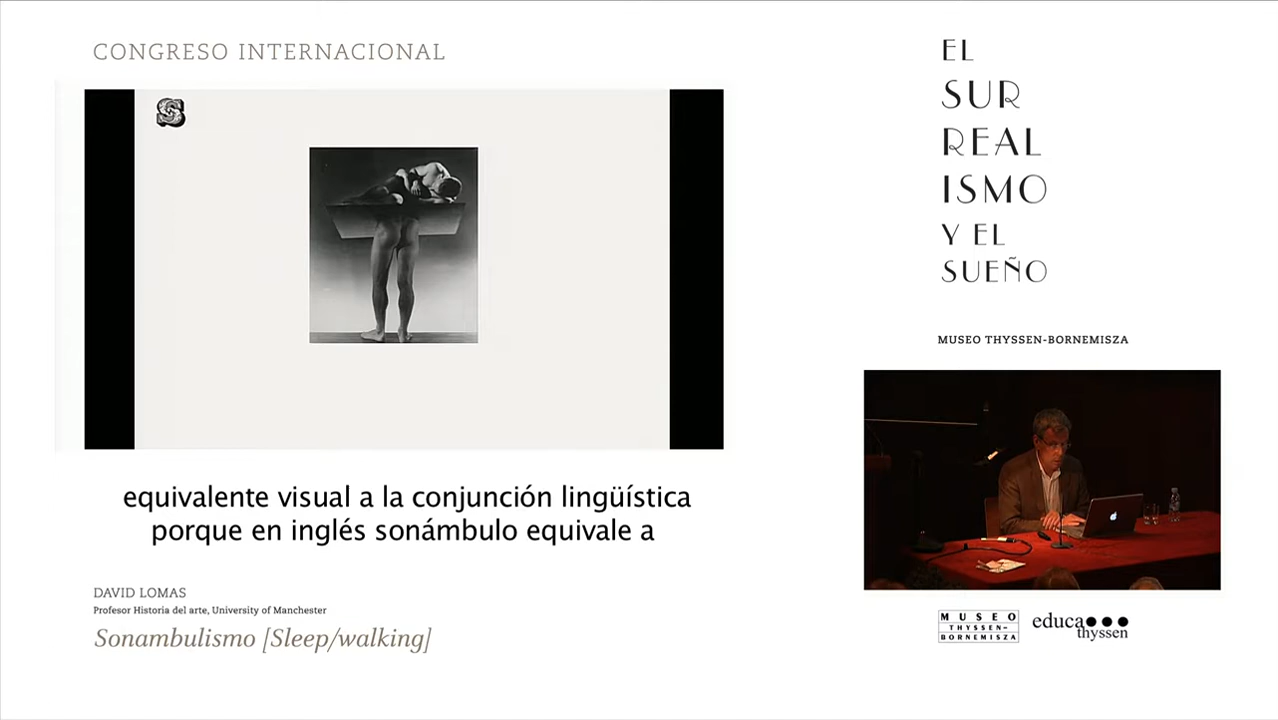 CONGRESO INTERNACIONAL
S
equivalente visual a la conjunción lingüística
porque en inglés sonámbulo equivale a
DAVID LOMAS
Profesor Historia del arte, University of Manchester
Sonambulismo [Sleep/walking]
EL
SUR
REAL
ISMO
Y EL
SUEÑO
MUSEO THYSSEN-BORNEMISZA
MUSEO
THYSSEN-
BORNEMISZA
educa
thyssen